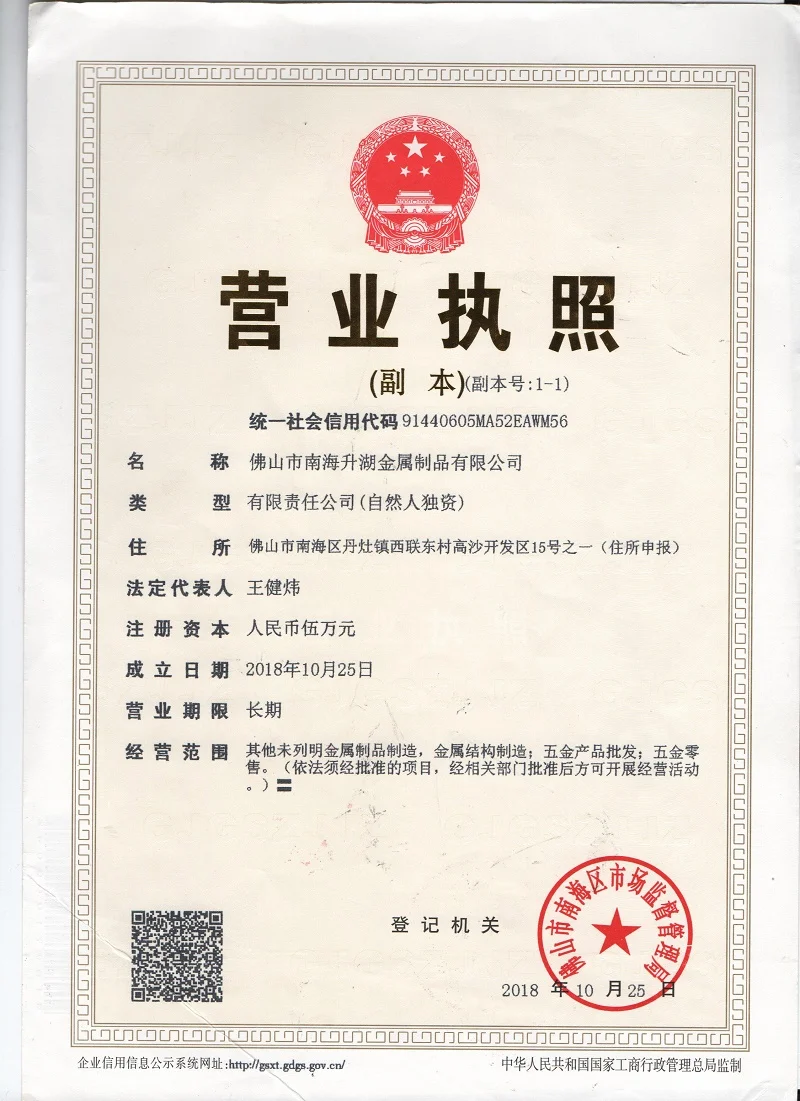 营业执照
(副 本)(副本号:1-1)
统一社会信用代码 91440605MA52EAWM56
名 称 佛山市南海升湖金属制品有限公司
类 型 有限责任公司(自然人独资)
住 所 佛山市南海区丹灶镇西联东村高沙开发区15号之一（住所申报）
法定代表人 王健炜
注册资本 人民币伍万元
成立日期 2018年10月25日
营业期限 长期
经营范围 其他未列明金属制品制造，金属结构制造；五金产品批发；五金零
售。（依法须经批准的项目，经相关部门批准后方可开展经营活动
。）〓
佛山市南海区市场监督管理局
登记机关
2018 年 10 月 25 日
企业信用信息公示系统网址:http://gsxt.gdgs.gov.cn/
中华人民共和国国家工商行政管理总局监制